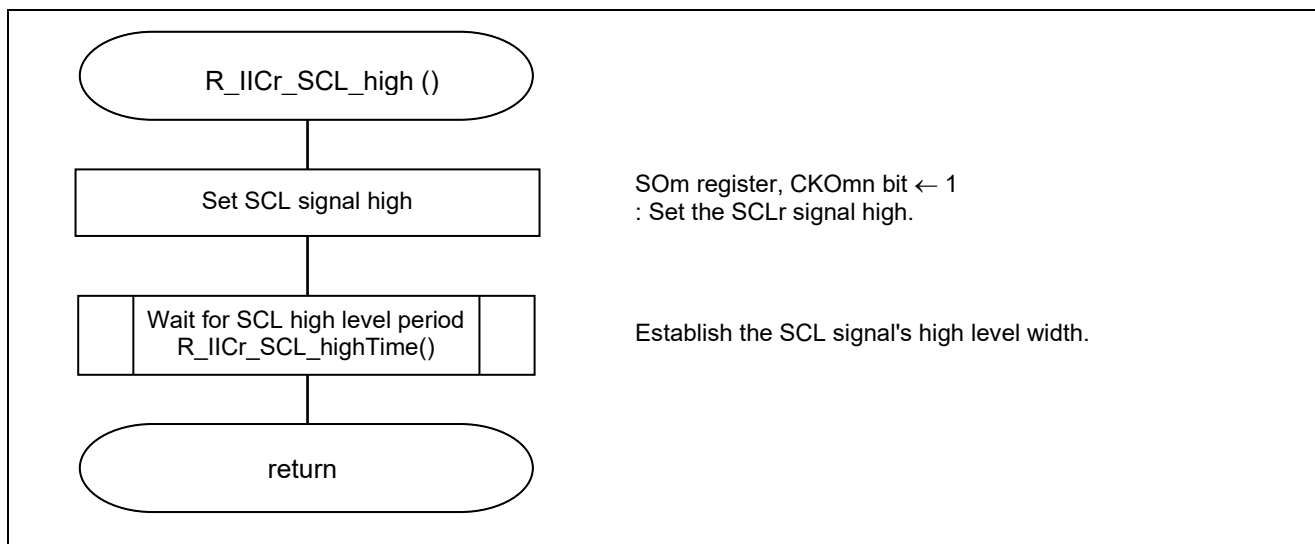 R_IICr_SCL_high ()
Set SCL signal high
SOm register, CKOmn bit ← 1
: Set the SCLr signal high.
Wait for SCL high level period
R_IICr_SCL_highTime()
Establish the SCL signal's high level width.
return